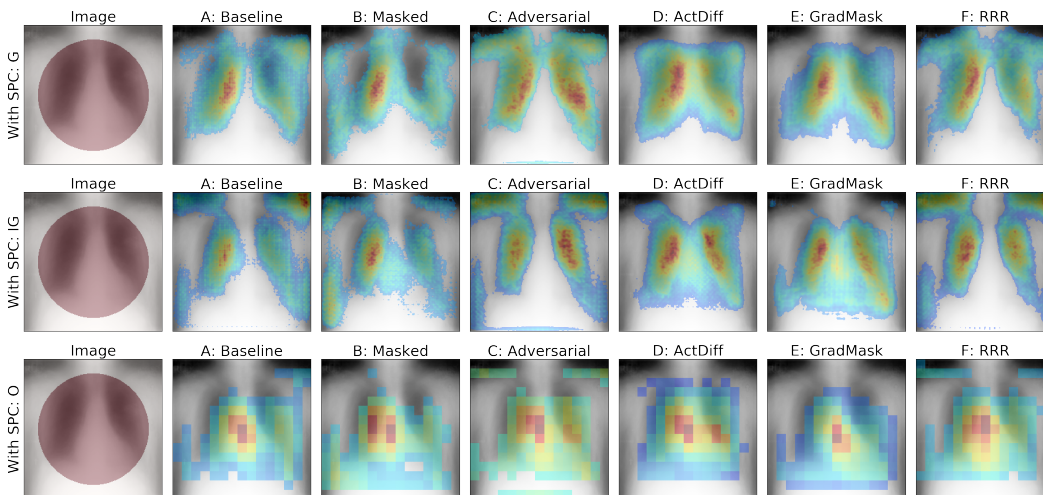 Image A: Baseline B: Masked C: Adversarial D: ActDiff E: GradMask F: RRR
With SPC: G
Image A: Baseline B: Masked C: Adversarial D: ActDiff E: GradMask F: RRR
With SPC: IG
Image A: Baseline B: Masked C: Adversarial D: ActDiff E: GradMask F: RRR
With SPC: O